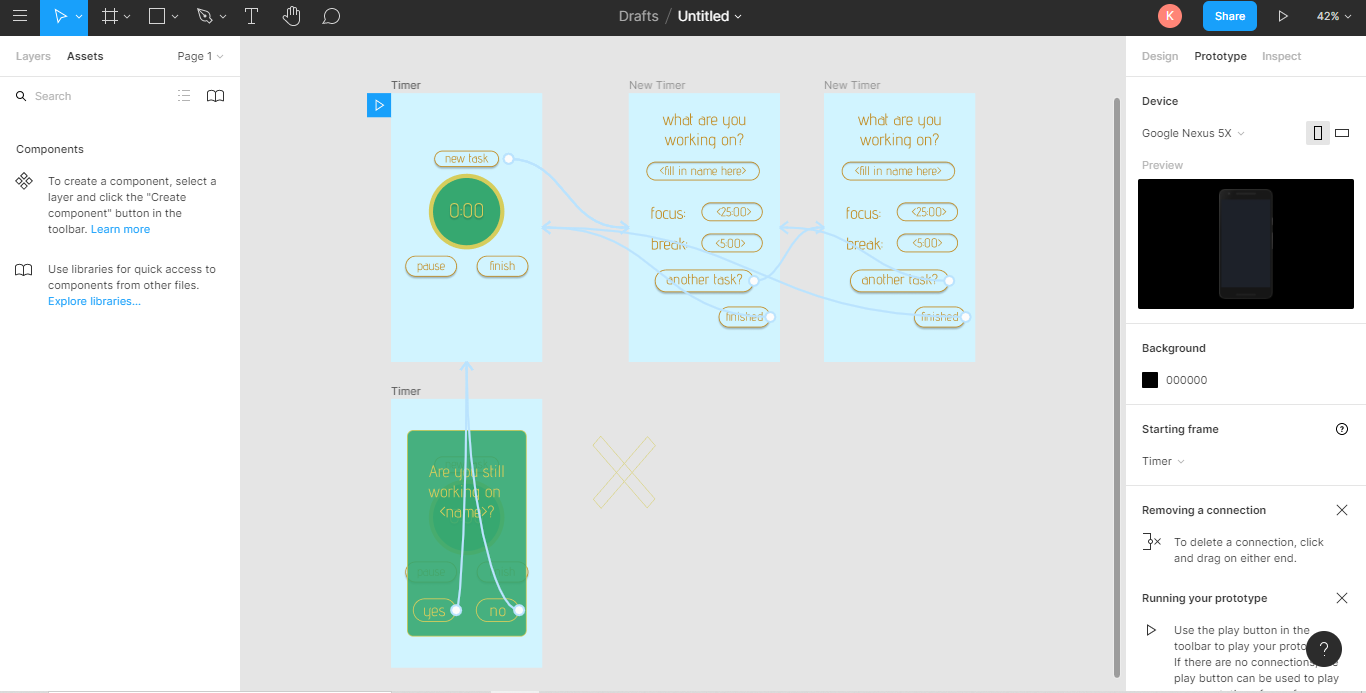 Drafts / Untitled
K
Share
42%
Layers
Assets
Page 1
Search
Components
To create a component, select a
layer and click the "Create
component" button in the
toolbar. Learn more
Use libraries for quick access to
components from other files.
Explore libraries...
Timer
new task
0:00
pause
finish
New Timer
what are you
working on?
<fill in name here>
focus:
<25:00>
break:
<5:00>
another task?
finished
New Timer
what are you
working on?
<fill in name here>
focus:
<25:00>
break:
<5:00>
another task?
finished
Timer
Are you still
working on
<name>?
yes
no
Design
Prototype
Inspect
Device
Google Nexus 5X
Preview
Background
000000
Starting frame
Timer
Removing a connection
To delete a connection, click
and drag on either end.
Running your prototype
Use the play button in the
toolbar to play your
If there are no connections,
play button can be used to play